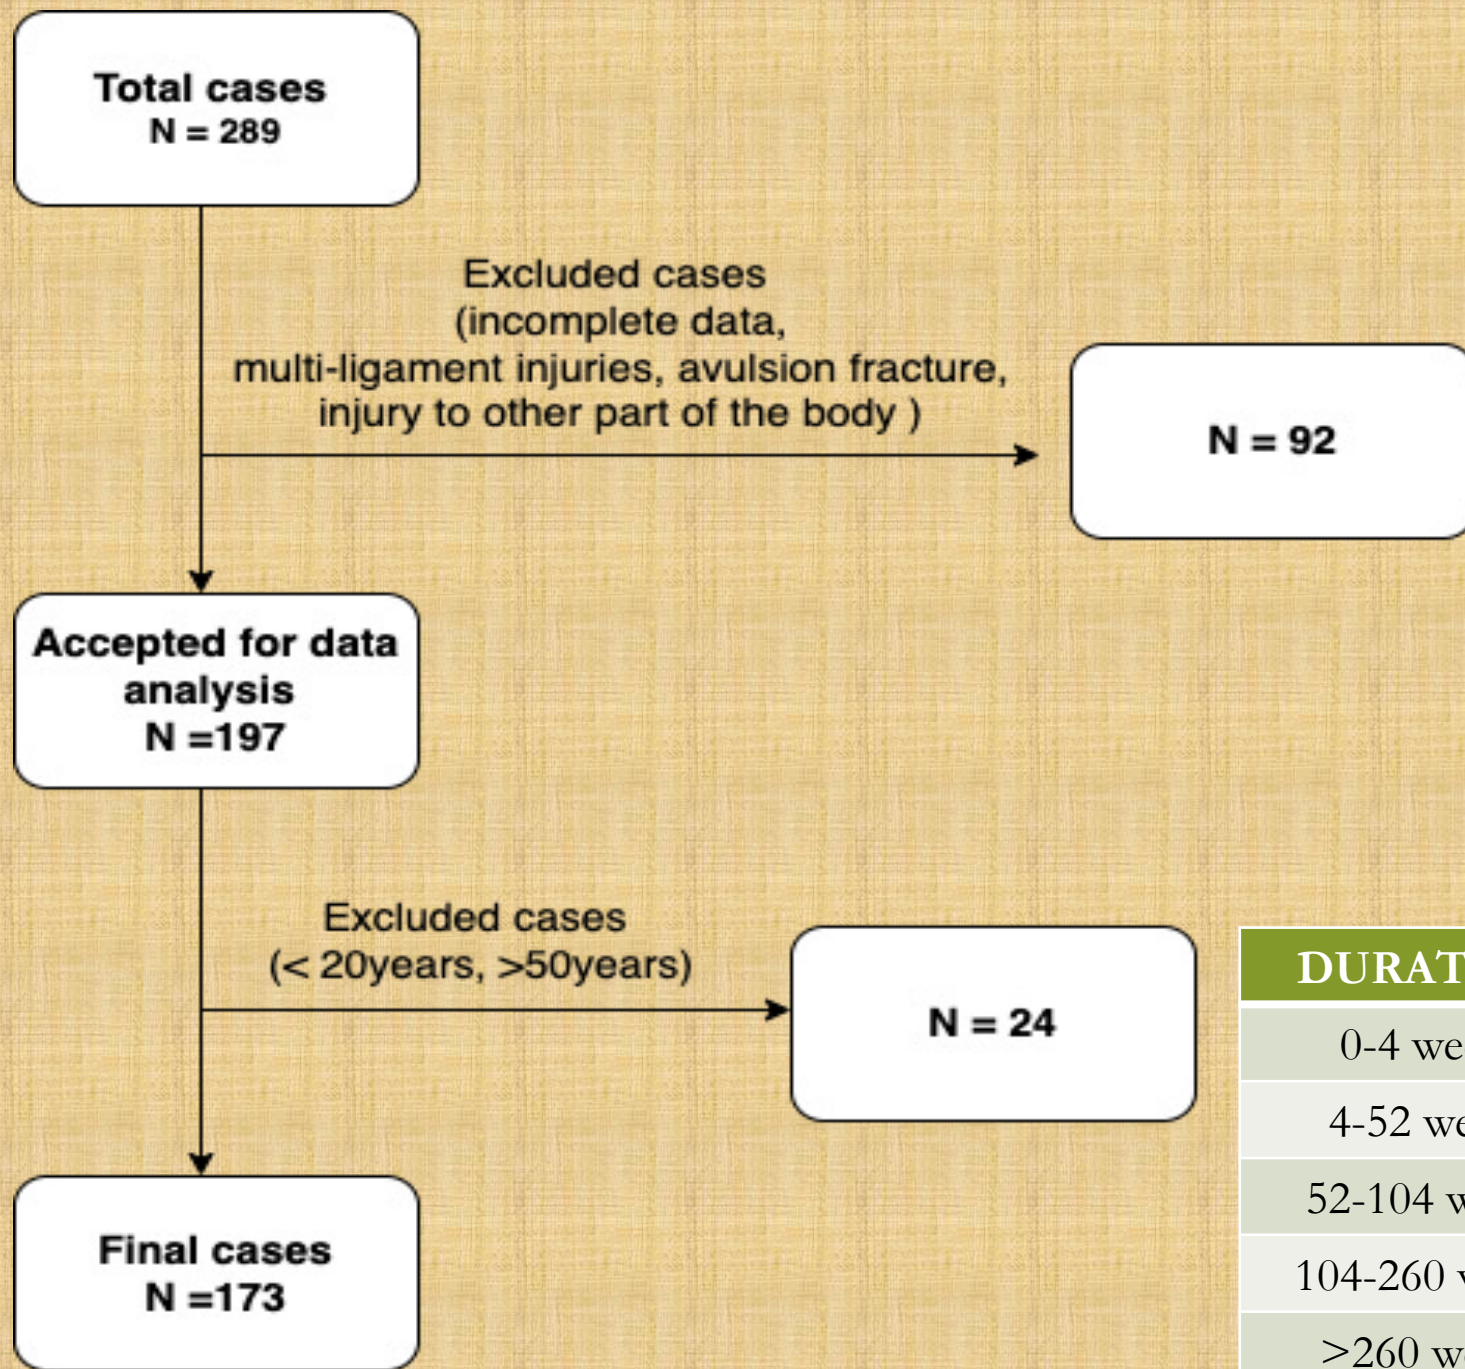 Total cases
N = 289
Excluded cases
(incomplete data,
multi-ligament injuries, avulsion fracture,
injury to other part of the body )
N = 92
Accepted for data
analysis
N =197
Excluded cases
(< 20years, >50years)
N = 24
Final cases
N =173
0-4
4-52
52-104
104-260
>260